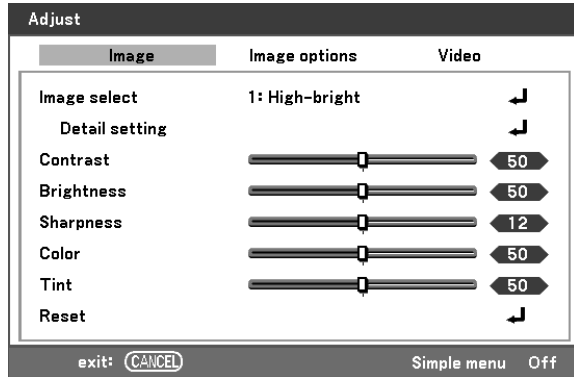 Adjust
Image Image options Video
Image select 1: High-bright
Detail setting
Contrast 50
Brightness 50
Sharpness 12
Color 50
Tint 50
Reset
exit: CANCEL Simple menu Off